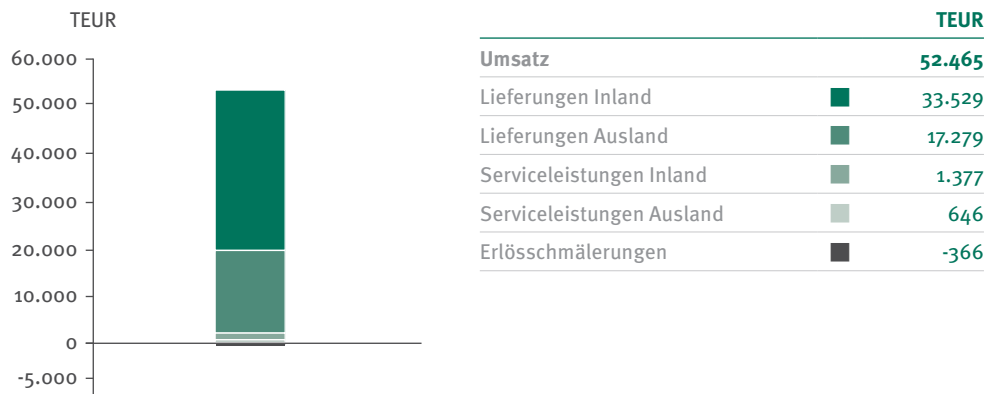 TEUR
60.000
50.000
40.000
30.000
20.000
10.000
0
-5.000
TEUR
Umsatz 52.465
Lieferungen Inland 33.529
Lieferungen Ausland 17.279
Serviceleistungen Inland 1.377
Serviceleistungen Ausland 646
Erlösschmälerungen -366